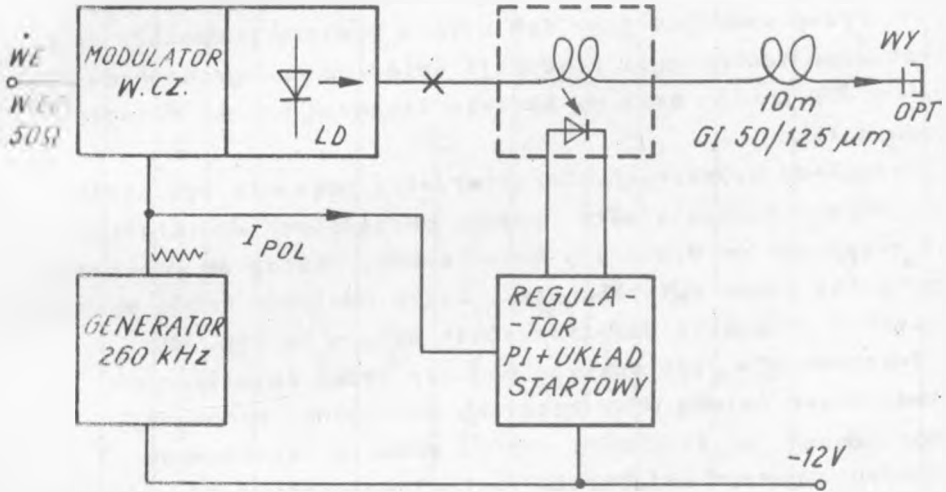 WE
50Ω
MODULATOR
W.CZ.
LD
10m
GI 50/125 μm
WY
OPT
I POL
GENERATOR
260 kHz
REGULA-
-TOR
PI+UKŁAD
STARTOWY
-12V